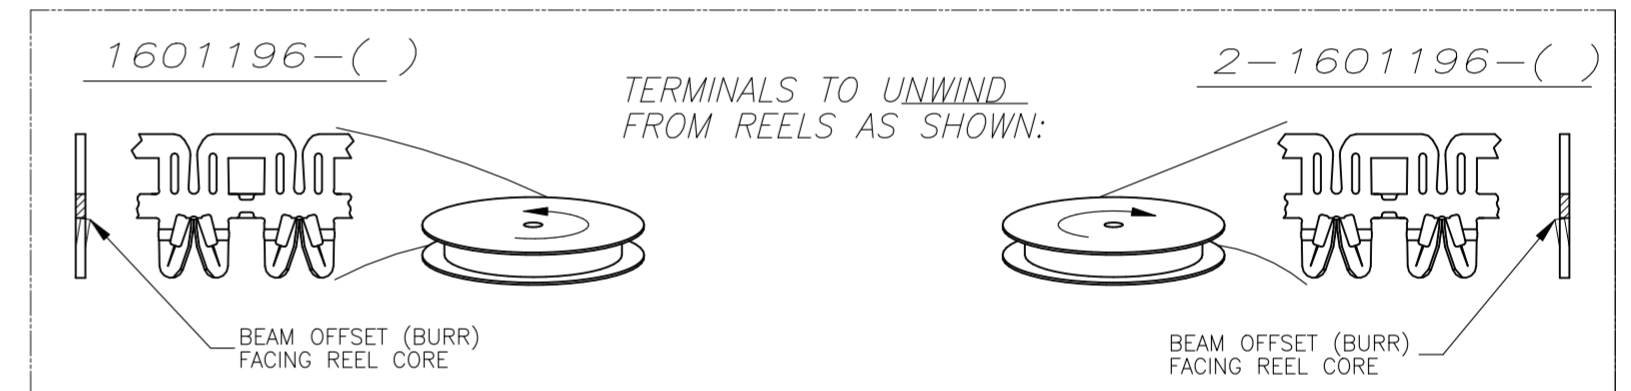 1601196-( )
TERMINALS TO UNWIND
FROM REELS AS SHOWN:
2-1601196-( )
BEAM OFFSET (BURR)
FACING REEL CORE
BEAM OFFSET (BURR)
FACING REEL CORE